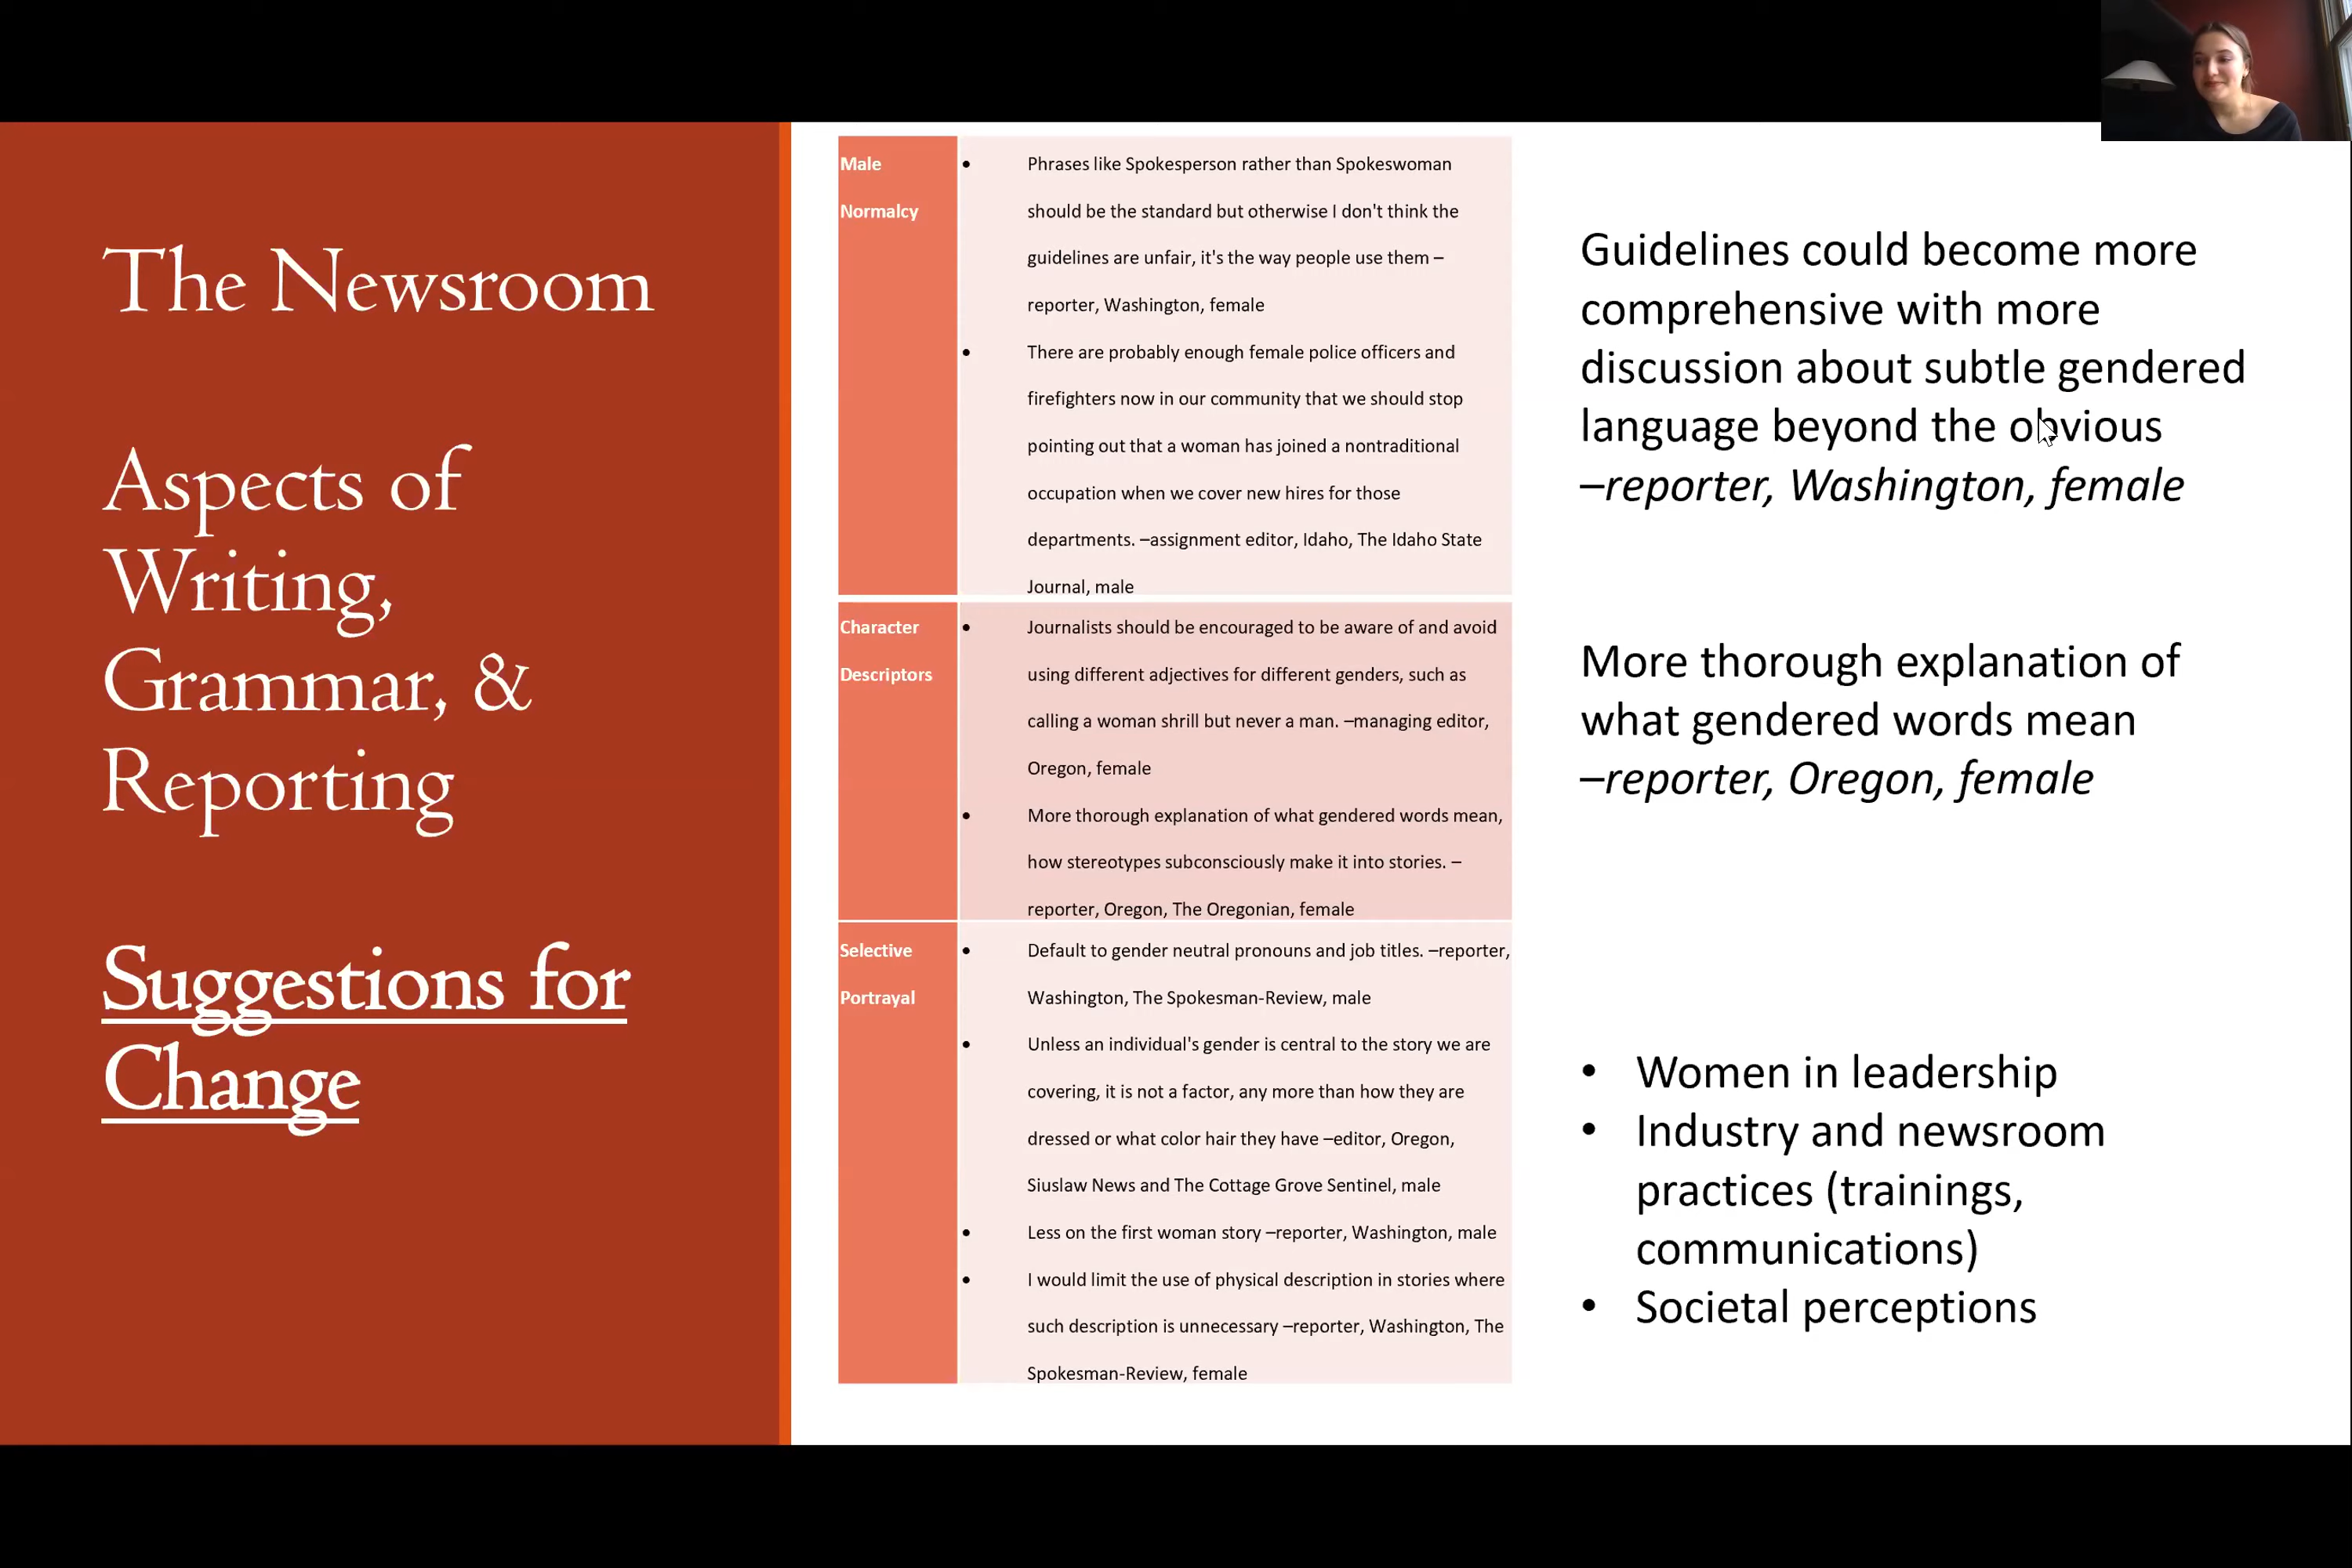 The Newsroom
Aspects of
Writing,
Grammar, &
Reporting
Suggestions for
Change
Male
Normalcy
• Phrases like Spokesperson rather than Spokeswoman
should be the standard but otherwise I don't think the
guidelines are unfair, it's the way people use them –
reporter, Washington, female
• There are probably enough female police officers and
firefighters now in our community that we should stop
pointing out that a woman has joined a nontraditional
occupation when we cover new hires for those
departments. –assignment editor, Idaho, The Idaho State
Journal, male
Character
Descriptors
• Journalists should be encouraged to be aware of and avoid
using different adjectives for different genders, such as
calling a woman shrill but never a man. –managing editor,
Oregon, female
• More thorough explanation of what gendered words mean,
how stereotypes subconsciously make it into stories. –
reporter, Oregon, The Oregonian, female
Selective
Portrayal
• Default to gender neutral pronouns and job titles. –reporter,
Washington, The Spokesman-Review, male
• Unless an individual's gender is central to the story we are
covering, it is not a factor, any more than how they are
dressed or what color hair they have –editor, Oregon,
Siuslaw News and The Cottage Grove Sentinel, male
• Less on the first woman story –reporter, Washington, male
• I would limit the use of physical description in stories where
such description is unnecessary –reporter, Washington, The
Spokesman-Review, female
Guidelines could become more
comprehensive with more
discussion about subtle gendered
language beyond the obvious
–reporter, Washington, female
More thorough explanation of
what gendered words mean
–reporter, Oregon, female
• Women in leadership
• Industry and newsroom
practices (trainings,
communications)
• Societal perceptions